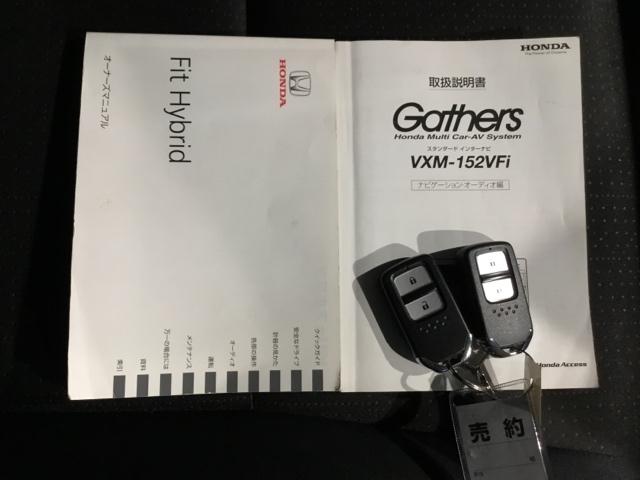 HONDA
Fit Hybrid
オーナーズマニュアル
クイックガイド
安全なドライブ
計器の見かた
各部の操作
オーディオ
運転
メンテナンス
万一の場合には
資料
索引
HONDA
The Power of Dreams
取扱説明書
Gathers
Honda Multi Car-AV System
スタンダード インターナビ
VXM-152VFi
ナビゲーション・オーディオ編
Honda Access
売約